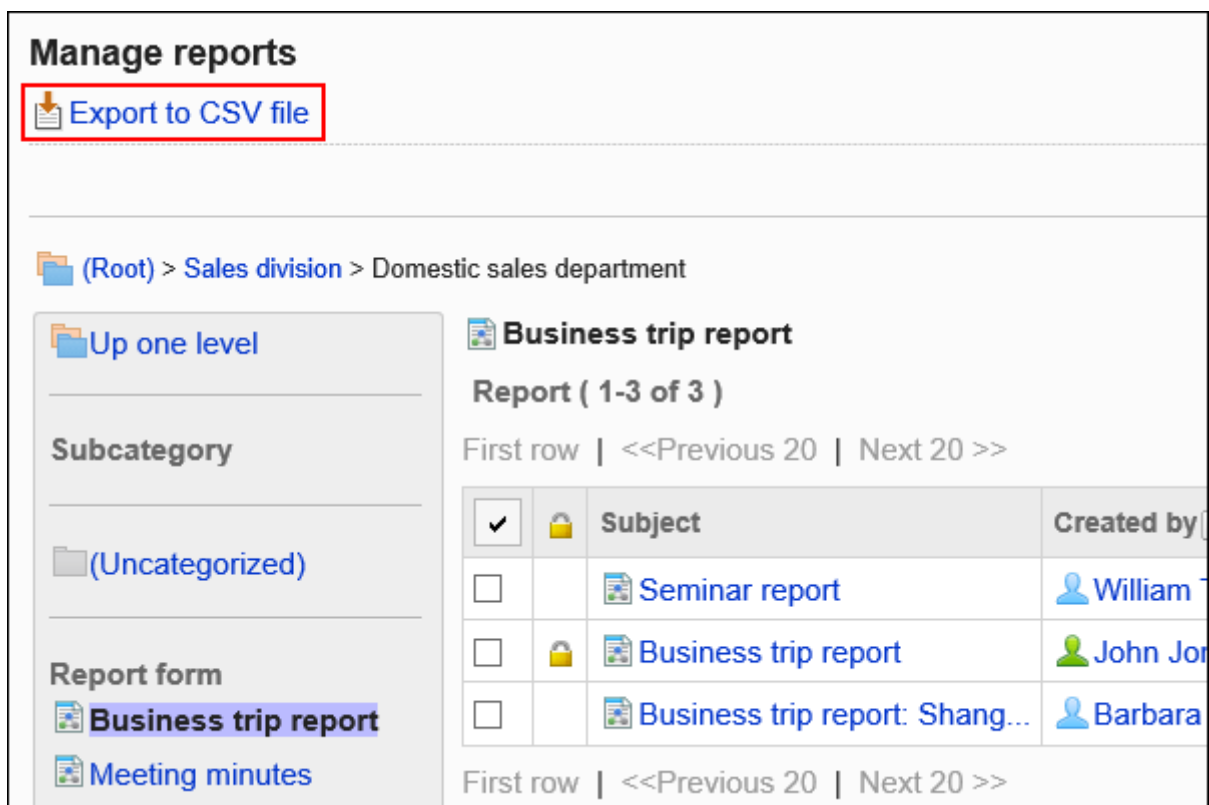 Manage reports
Export to CSV file
(Root) > Sales division > Domestic sales department
Up one level
Subcategory
(Uncategorized)
Report form
Business trip report
Meeting minutes
Business trip report
Report ( 1-3 of 3 )
First row | <<Previous 20 | Next 20 >>
Subject Created by
Seminar report William
Business trip report John
Business trip report: Shang... Barbara
First row | <<Previous 20 | Next 20 >>